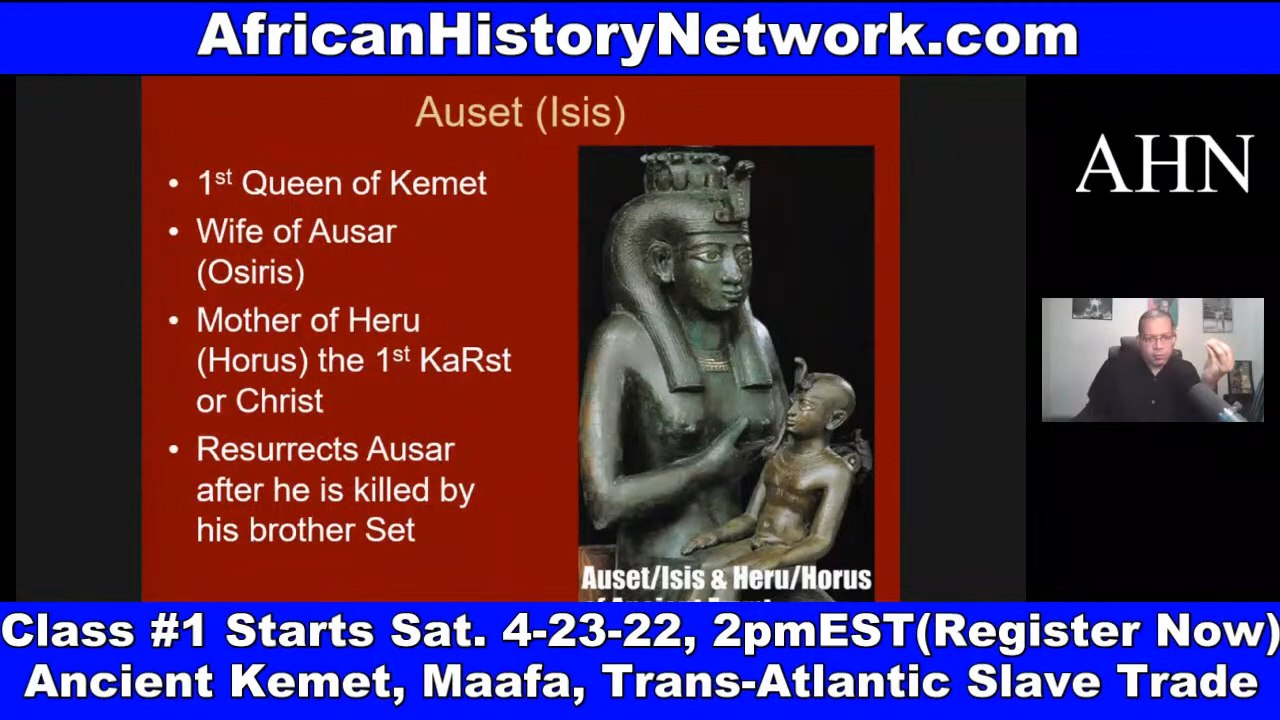 AfricanHistoryNetwork.com
Auset (Isis)
• 1st Queen of Kemet
• Wife of Ausar
(Osiris)
• Mother of Heru
(Horus) the 1st KaRst
or Christ
• Resurrects Ausar
after he is killed by
his brother Set
Auset/Isis & Heru/Horus
AHN
Class #1 Starts Sat. 4-23-22, 2pmEST(Register Now)
Ancient Kemet, Maafa, Trans-Atlantic Slave Trade